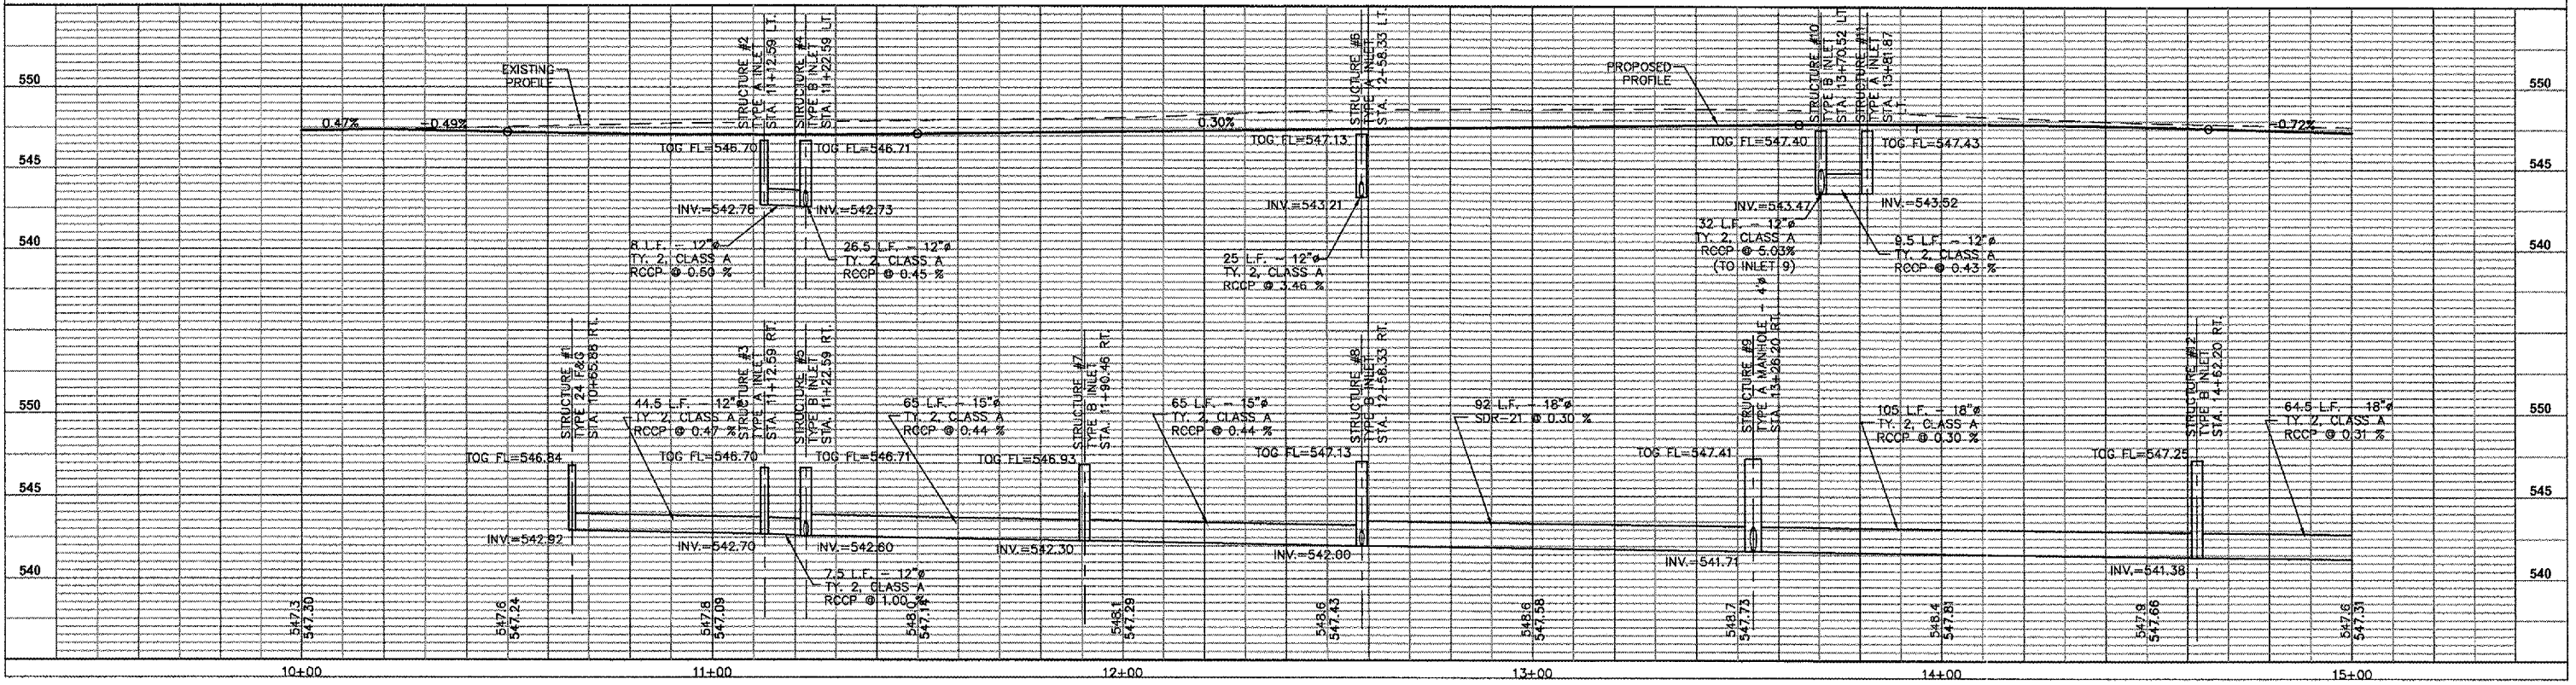 550
545
540
550
545
540
EXISTING
PROFILE
0.47%
-0.49%
0.30%
-0.72%
PROPOSED
PROFILE
STRUCTURE #2
TYPE A INLET
STA. 11+12.59 LT.
STRUCTURE #4
TYPE B INLET
STA. 11+22.59 LT
TOG FL=546.70
TOG FL=546.71
INV.=542.78
INV.=542.73
8 L.F. - 12"ø
TY. 2, CLASS A
RCCP @ 0.50 %
26.5 L.F. - 12"ø
TY. 2, CLASS A
RCCP @ 0.45 %
STRUCTURE #6
TYPE A INLET
STA. 12+58.33 LT.
TOG FL=547.13
INV.=543.21
25 L.F. - 12"ø
TY. 2, CLASS A
RCCP @ 3.46 %
STRUCTURE #10
TYPE B INLET
STA. 13+70.52 LT
STRUCTURE #11
TYPE A INLET
STA. 13+81.87
LT.
TOG FL=547.40
TOG FL=547.43
INV.=543.47
INV.=543.52
32 L.F. - 12"ø
TY. 2, CLASS A
RCCP @ 5.03%
(TO INLET 9)
9.5 L.F. - 12"ø
TY. 2, CLASS A
RCCP @ 0.43 %
550
545
540
550
545
540
STRUCTURE #1
TYPE 24 F&G
STA. 10+65.88 RT.
TOG FL=546.84
INV.=542.92
44.5 L.F. - 12"ø
TY. 2, CLASS A
RCCP @ 0.47 %
STRUCTURE #3
TYPE A INLET
STA. 11+12.59 RT.
STRUCTURE #5
TYPE B INLET
STA. 11+22.59 RT.
TOG FL=546.70
TOG FL=546.71
INV.=542.70
INV.=542.60
7.5 L.F. - 12"ø
TY. 2, CLASS A
RCCP @ 1.00 %
65 L.F. - 15"ø
TY. 2, CLASS A
RCCP @ 0.44 %
STRUCTURE #7
TYPE B INLET
STA. 11+90.46 RT.
TOG FL=546.93
INV.=542.30
65 L.F. - 15"ø
TY. 2, CLASS A
RCCP @ 0.44 %
STRUCTURE #8
TYPE B INLET
STA. 12+58.33 RT.
TOG FL=547.13
INV.=542.00
92 L.F. - 18"ø
SDR-21 @ 0.30 %
STRUCTURE #9
TYPE A MANHOLE - 4'ø
STA. 13+26.20 RT.
TOG FL=547.41
INV.=541.71
105 L.F. - 18"ø
TY. 2, CLASS A
RCCP @ 0.30 %
STRUCTURE #12
TYPE B INLET
STA. 14+62.20 RT.
TOG FL=547.25
INV.=541.38
64.5 L.F. - 18"ø
TY. 2, CLASS A
RCCP @ 0.31 %
547.3
547.30
547.6
547.24
547.8
547.09
548.0
547.14
548.1
547.29
548.6
547.43
548.6
547.58
548.7
547.73
548.4
547.81
547.9
547.66
547.6
547.31
10+00
11+00
12+00
13+00
14+00
15+00